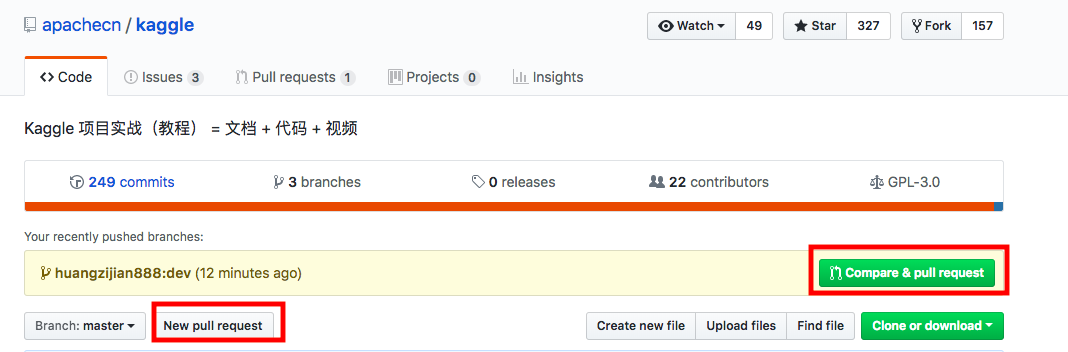 apachecn / kaggle
Watch 49 Star 327 Fork 157
Code Issues 3 Pull requests 1 Projects 0 Insights
Kaggle 项目实战（教程） = 文档 + 代码 + 视频
249 commits 3 branches 0 releases 22 contributors GPL-3.0
Your recently pushed branches:
huangzijian888:dev (12 minutes ago) Compare & pull request
Branch: master New pull request Create new file Upload files Find file Clone or download